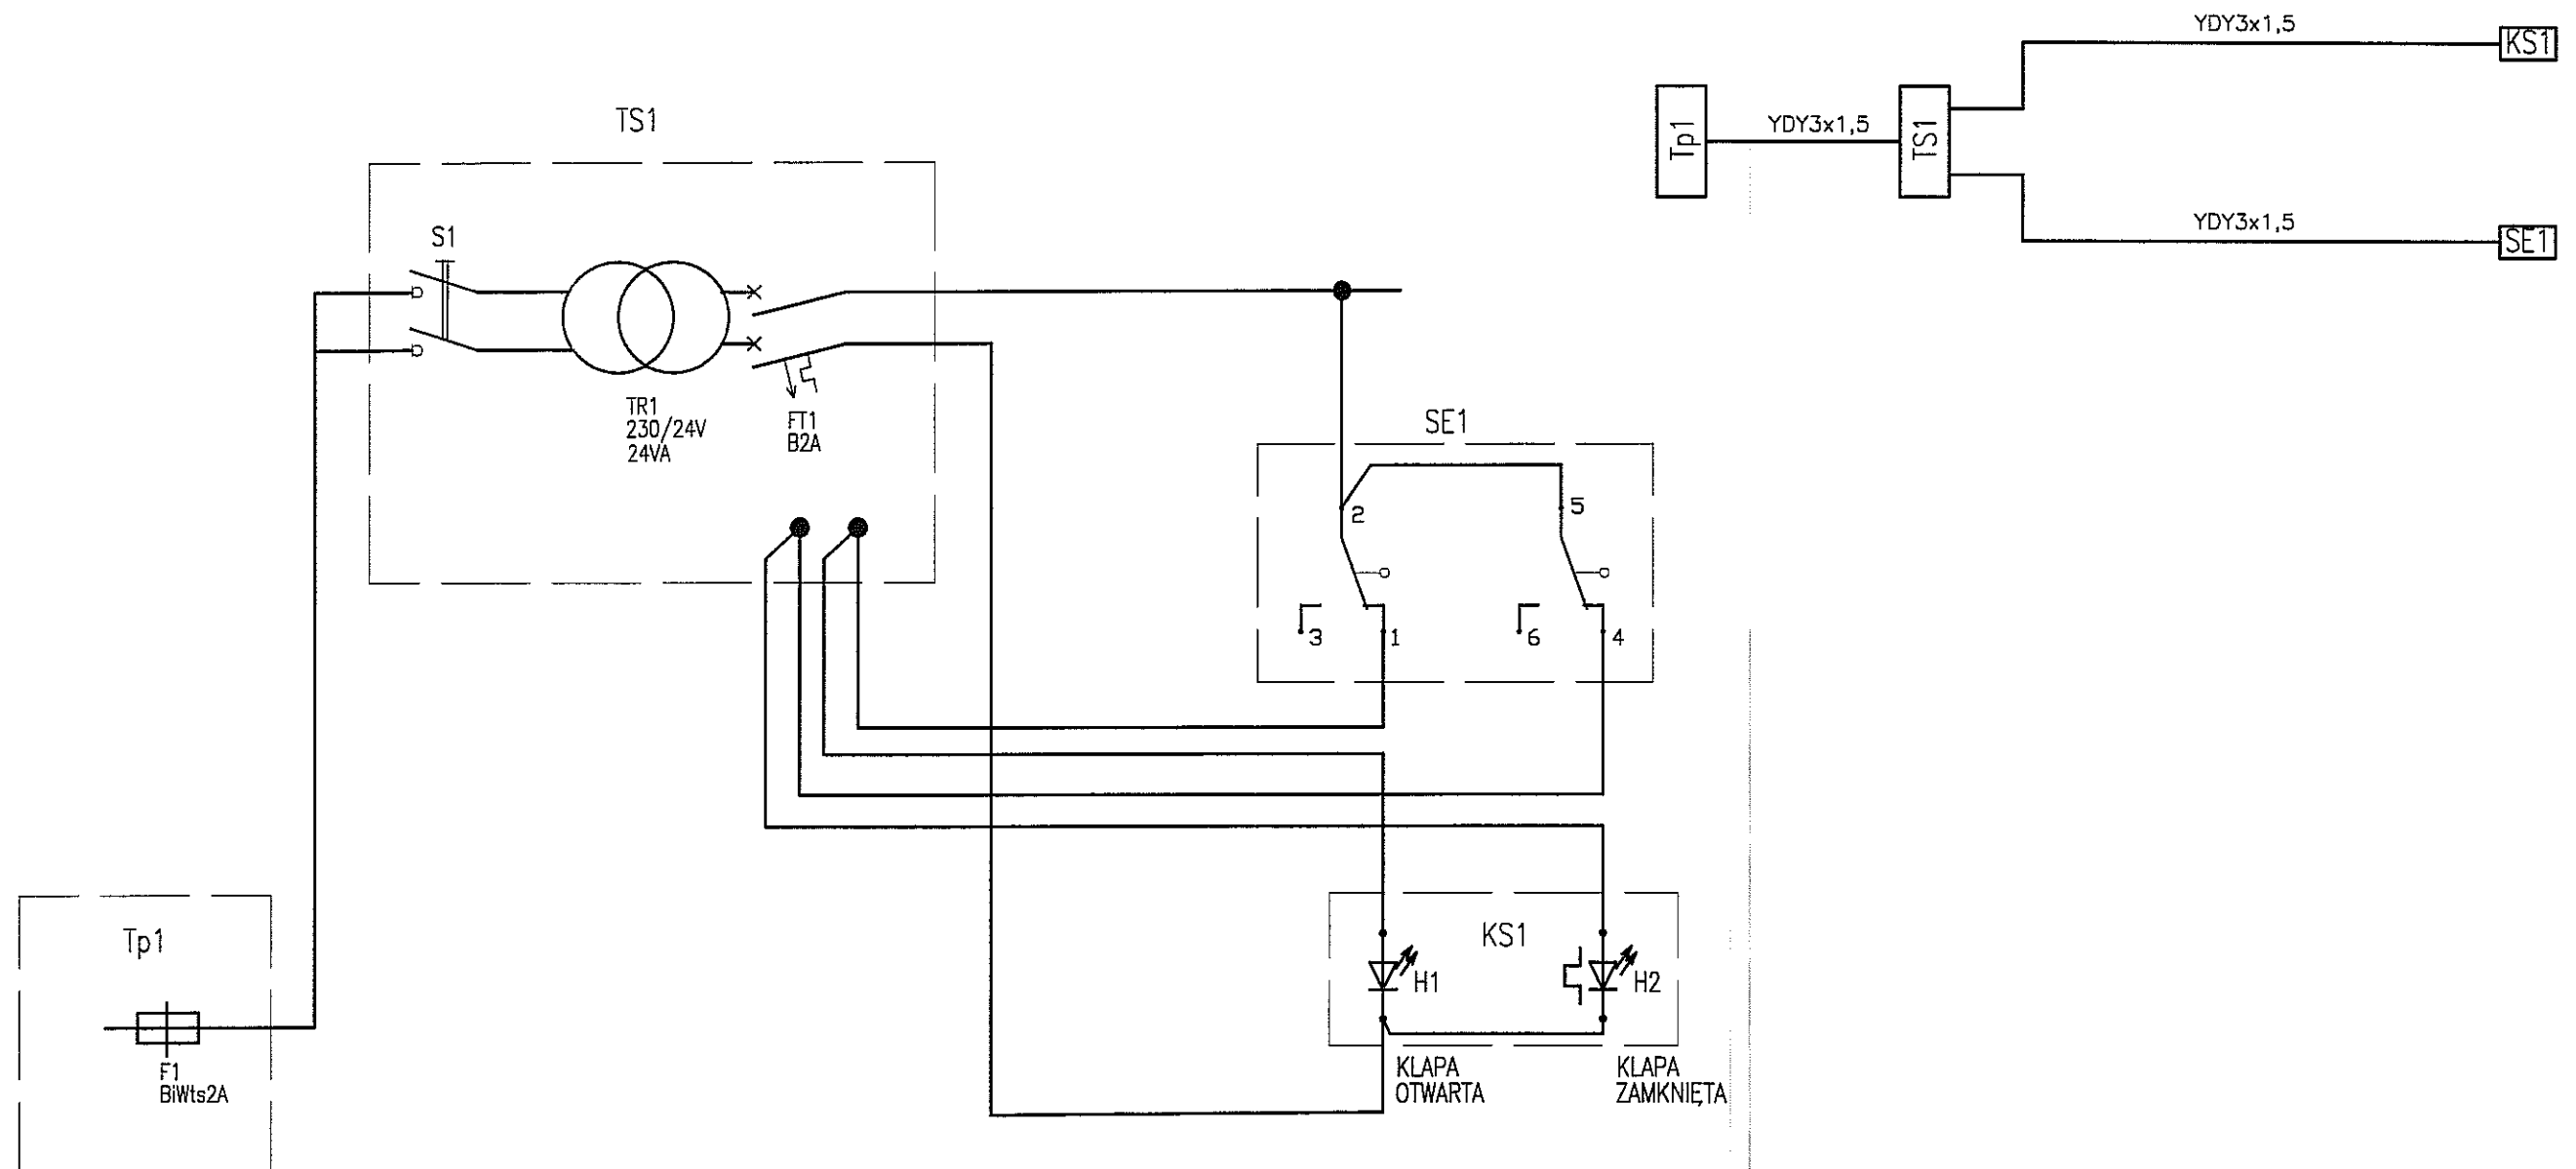 YDY3x1,5
KS1
Tp1
YDY3x1,5
TS1
YDY3x1,5
SE1
TS1
S1
TR1
230/24V
24VA
FT1
B2A
SE1
2
5
3
1
6
4
Tp1
F1
BiWts2A
KS1
H1
H2
KLAPA
OTWARTA
KLAPA
ZAMKNIĘTA